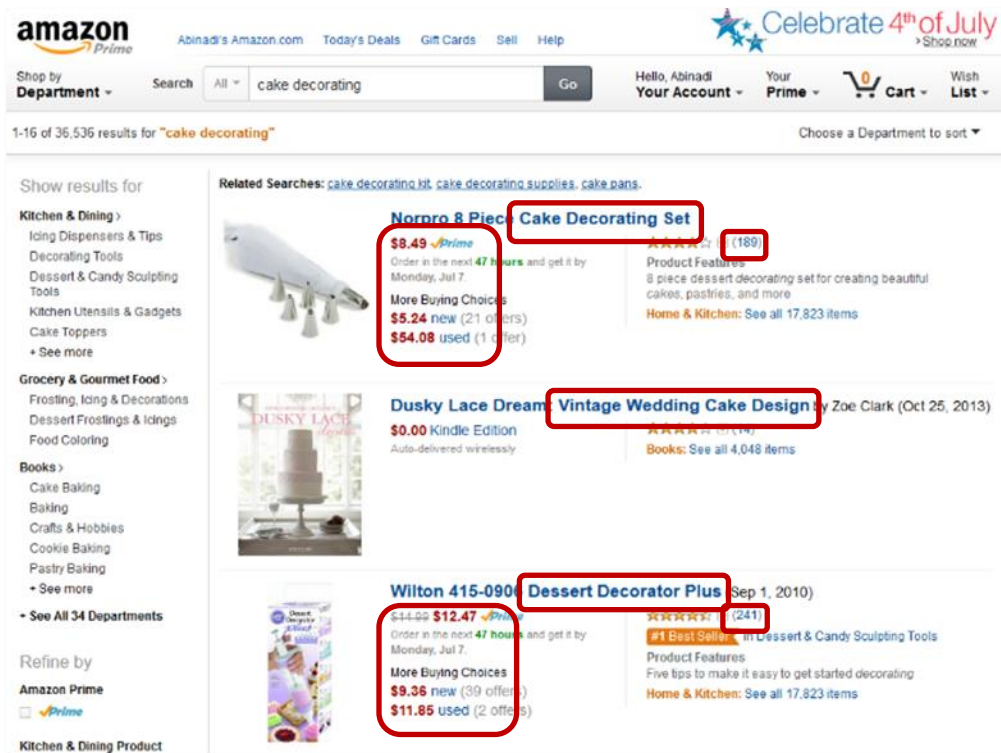 amazon
Prime
Celebrate 4th of July
> Shop now
Abinadi's Amazon.com Today's Deals Gift Cards Sell Help
Shop by
Department
Search All cake decorating Go
Hello, Abinadi
Your Account
Your
Prime
0
Cart
Wish
List
1-16 of 36,536 results for "cake decorating"
Choose a Department to sort
Show results for
Kitchen & Dining >
Icing Dispensers & Tips
Decorating Tools
Dessert & Candy Sculpting
Tools
Kitchen Utensils & Gadgets
Cake Toppers
+ See more
Grocery & Gourmet Food >
Frosting, Icing & Decorations
Dessert Frostings & Icings
Food Coloring
Books >
Cake Baking
Baking
Crafts & Hobbies
Cookie Baking
Pastry Baking
+ See more
+ See All 34 Departments
Refine by
Amazon Prime
Prime
Kitchen & Dining Product
Related Searches: cake decorating kit, cake decorating supplies, cake pans.
Norpro 8 Piece Cake Decorating Set
$8.49 Prime
Order in the next 47 hours and get it by
Monday, Jul 7.
More Buying Choices
$5.24 new (21 offers)
$54.08 used (1 offer)
(189)
Product Features
8 piece dessert decorating set for creating beautiful
cakes, pastries, and more
Home & Kitchen: See all 17,823 items
DUSKY LACE
Dusky Lace Dream: Vintage Wedding Cake Design by Zoe Clark (Oct 25, 2013)
$0.00 Kindle Edition
Auto-delivered wirelessly
(14)
Books: See all 4,048 items
Dessert
Decorator
Plus
Wilton 415-0906 Dessert Decorator Plus (Sep 1, 2010)
$14.99 $12.47 Prime
Order in the next 47 hours and get it by
Monday, Jul 7.
More Buying Choices
$9.36 new (39 offers)
$11.85 used (2 offers)
(241)
#1 Best Seller in Dessert & Candy Sculpting Tools
Product Features
Five tips to make it easy to get started decorating
Home & Kitchen: See all 17,823 items